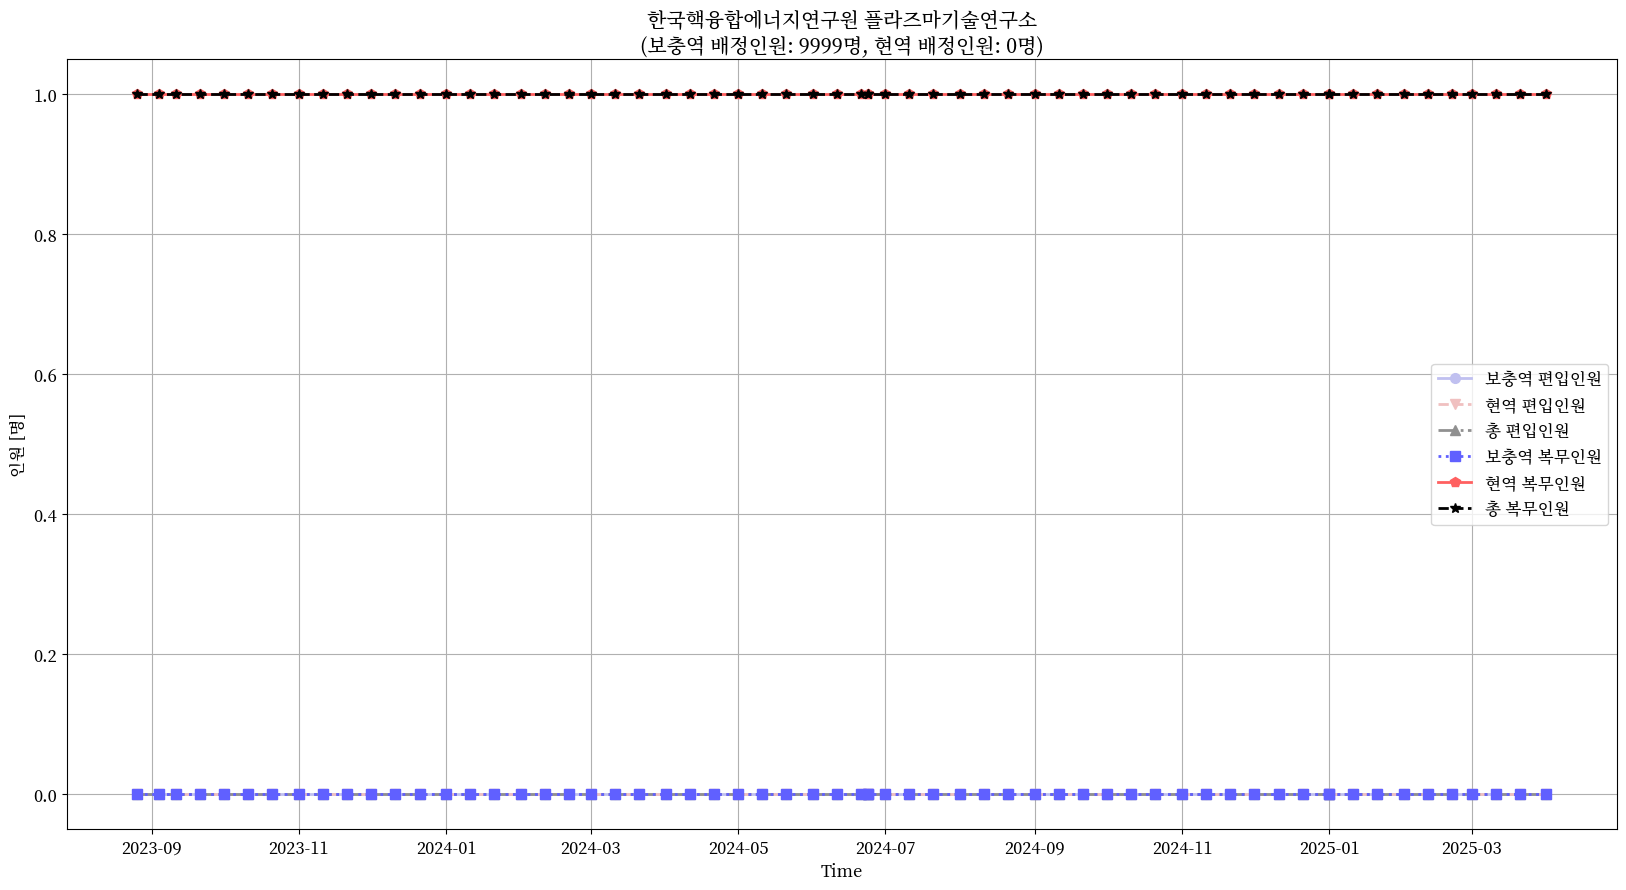 한국핵융합에너지연구원 플라즈마기술연구소
(보충역 배정인원: 9999명, 현역 배정인원: 0명)
인원 [명]
1.0
0.8
0.6
0.4
0.2
0.0
보충역 편입인원
현역 편입인원
총 편입인원
보충역 복무인원
현역 복무인원
총 복무인원
2023-09 2023-11 2024-01 2024-03 2024-05 2024-07 2024-09 2024-11 2025-01 2025-03
Time